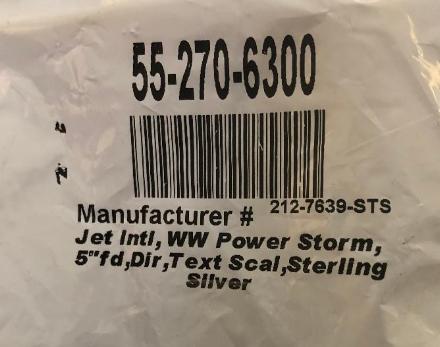 55-270-6300
Manufacturer # 212-7639-STS
Jet Intl, WW Power Storm,
5"fd,Dir,Text Scal,Sterling
Silver